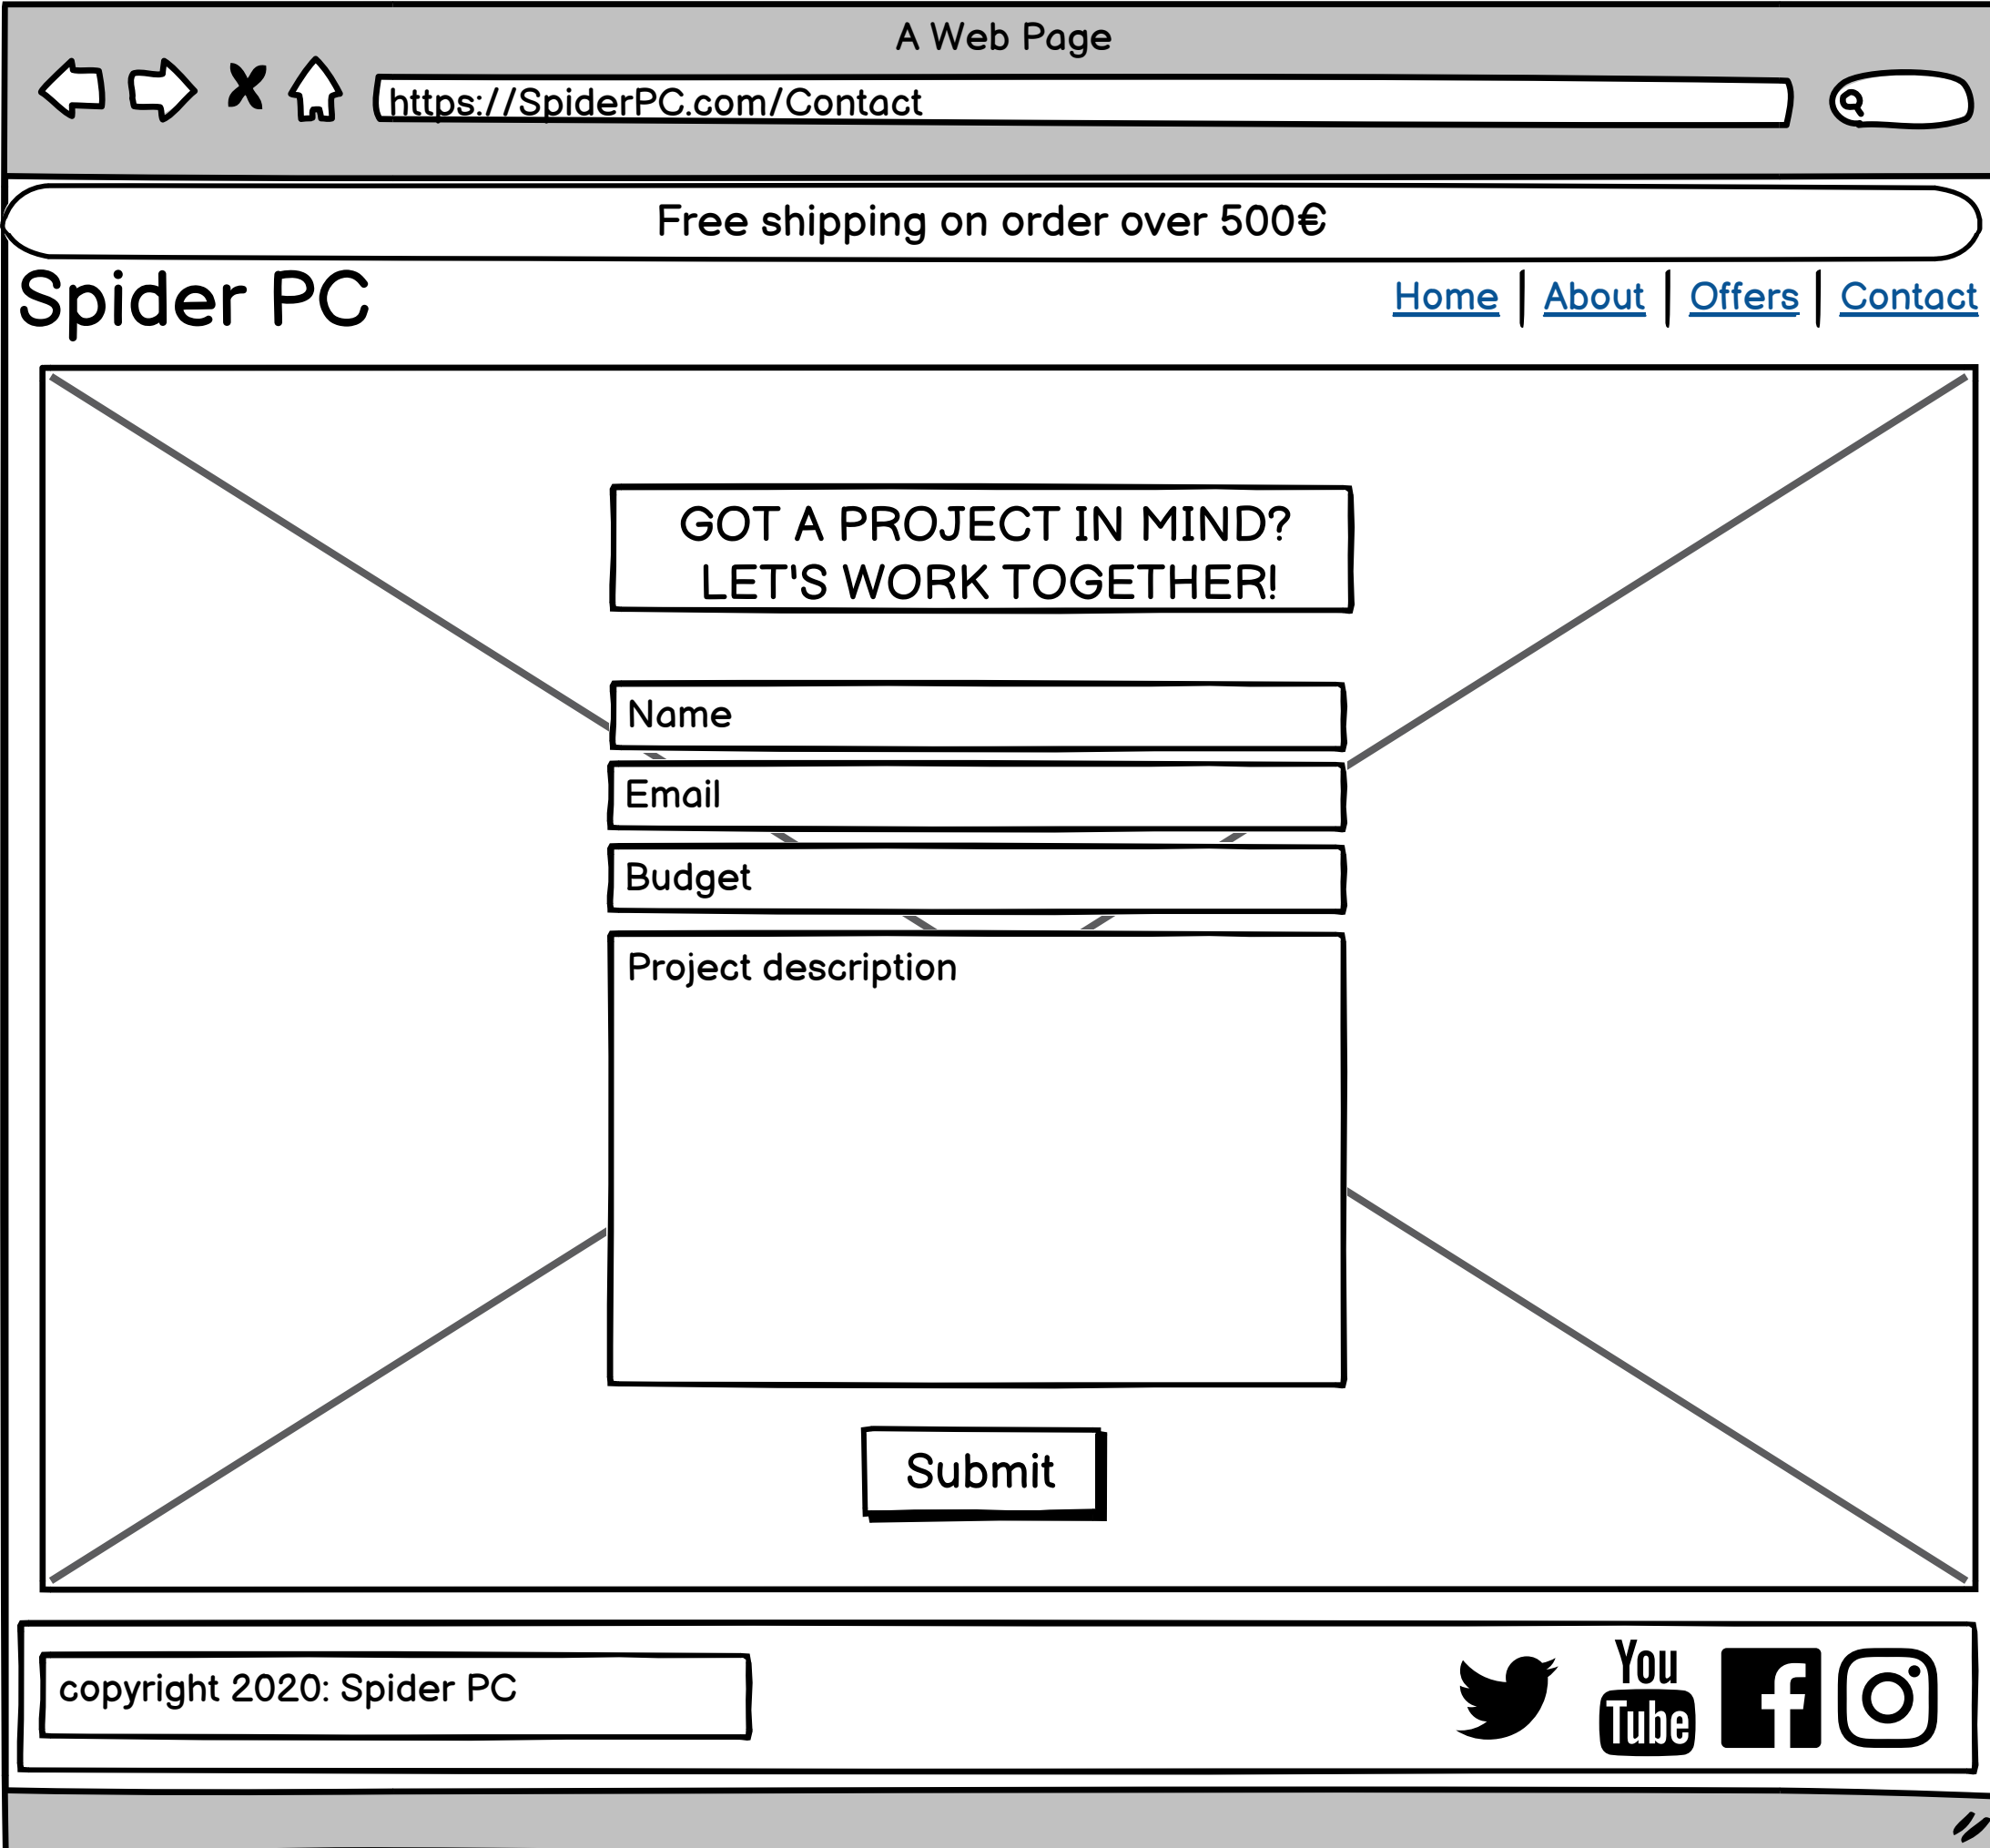 A Web Page
https://SpiderPC.com/Contact
Free shipping on order over 500€
Spider PC
Home About Offers Contact
GOT A PROJECT IN MIND?
LET'S WORK TOGETHER!
Name
Email
Budget
Project description
Submit
copyright 2020: Spider PC
You
Tube